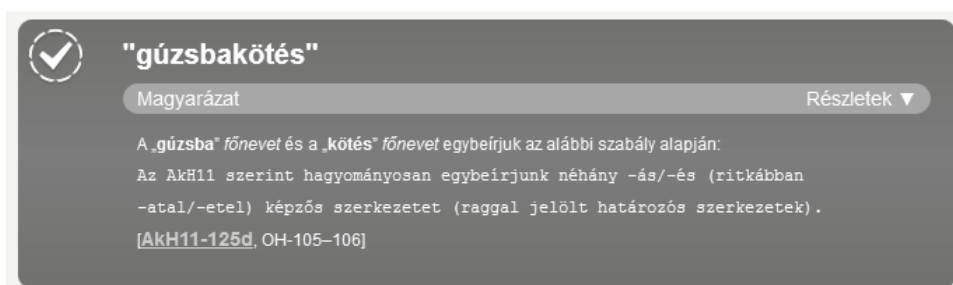 "gúzsbakötés"
Magyarázat Részletek ▼
A „gúzsba” főnevet és a „kötés” főnevet egybeírjuk az alábbi szabály alapján:
Az AkH11 szerint hagyományosan egybeírjunk néhány -ás/-és (ritkábban
-atal/-etel) képzős szerkezetet (raggal jelölt határozós szerkezetek).
[AkH11-125d, OH-105–106]